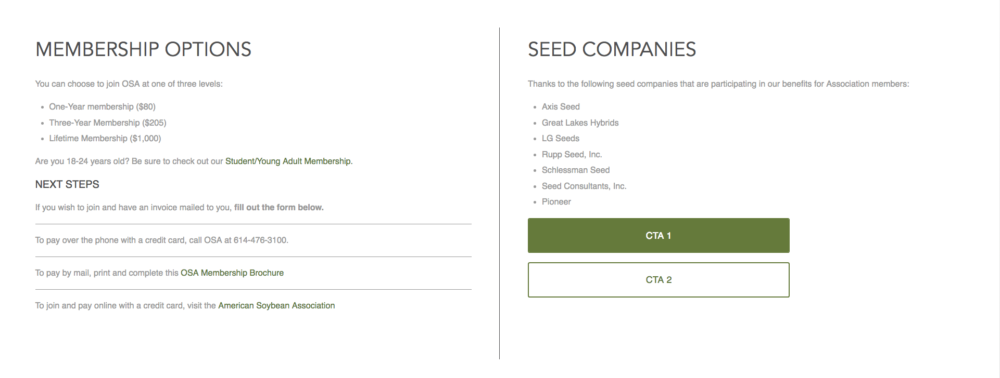 MEMBERSHIP OPTIONS
You can choose to join OSA at one of three levels:
• One-Year membership ($80)
• Three-Year Membership ($205)
• Lifetime Membership ($1,000)
Are you 18-24 years old? Be sure to check out our Student/Young Adult Membership.
NEXT STEPS
If you wish to join and have an invoice mailed to you, fill out the form below.
To pay over the phone with a credit card, call OSA at 614-476-3100.
To pay by mail, print and complete this OSA Membership Brochure
To join and pay online with a credit card, visit the American Soybean Association
SEED COMPANIES
Thanks to the following seed companies that are participating in our benefits for Association members:
• Axis Seed
• Great Lakes Hybrids
• LG Seeds
• Rupp Seed, Inc.
• Schlessman Seed
• Seed Consultants, Inc.
• Pioneer
CTA 1
CTA 2